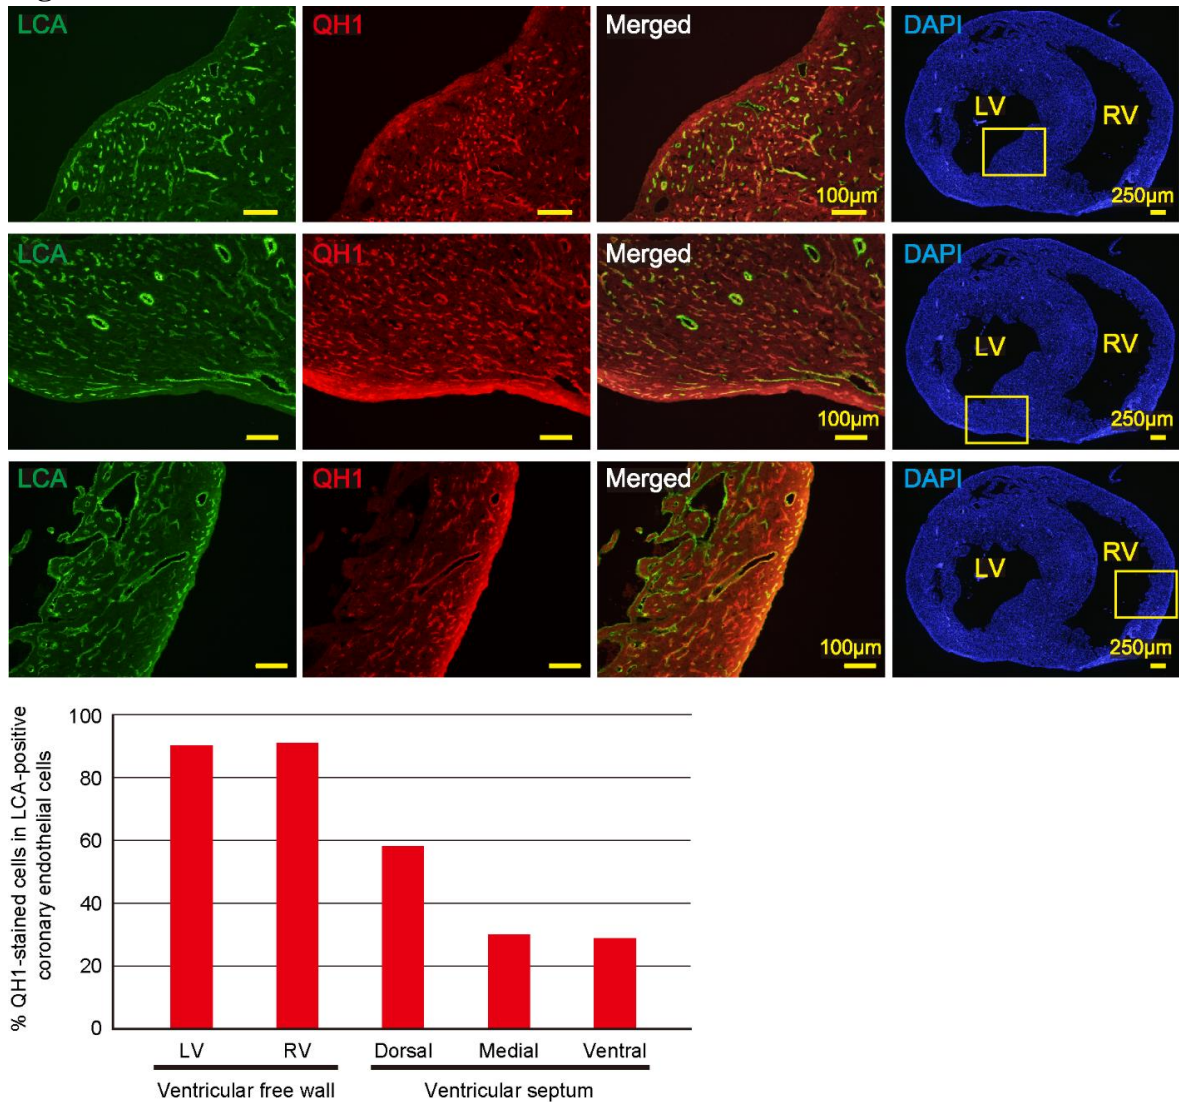 LCA QH1 Merged DAPI
LV RV
100µm 250µm
LCA QH1 Merged DAPI
LV RV
100µm 250µm
LCA QH1 Merged DAPI
RV
LV
100µm 250µm
% QH1-stained cells in LCA-positive
coronary endothelial cells
100
80
60
40
20
0
LV RV Dorsal Medial Ventral
Ventricular free wall Ventricular septum